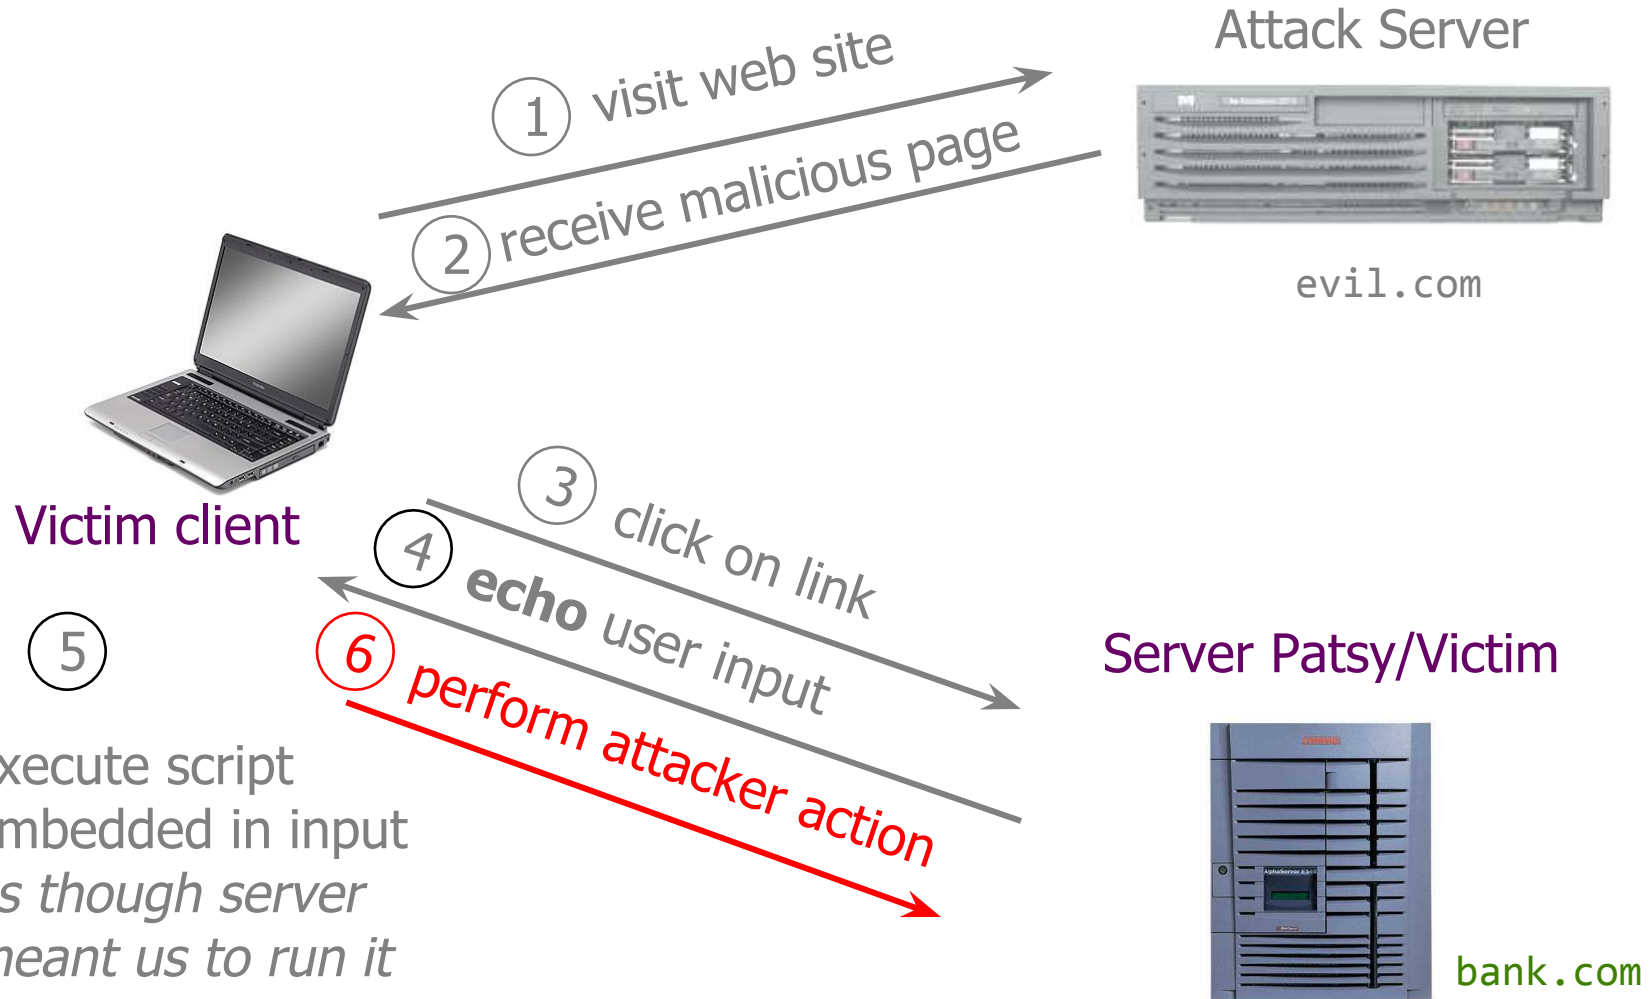 Attack Server
1 visit web site
2 receive malicious page
evil.com
3 click on link
Victim client
4 echo user input
5
6 perform attacker action
Server Patsy/Victim
xecute script
mbedded in input
s though server
neant us to run it
AlphaServer
bank.com